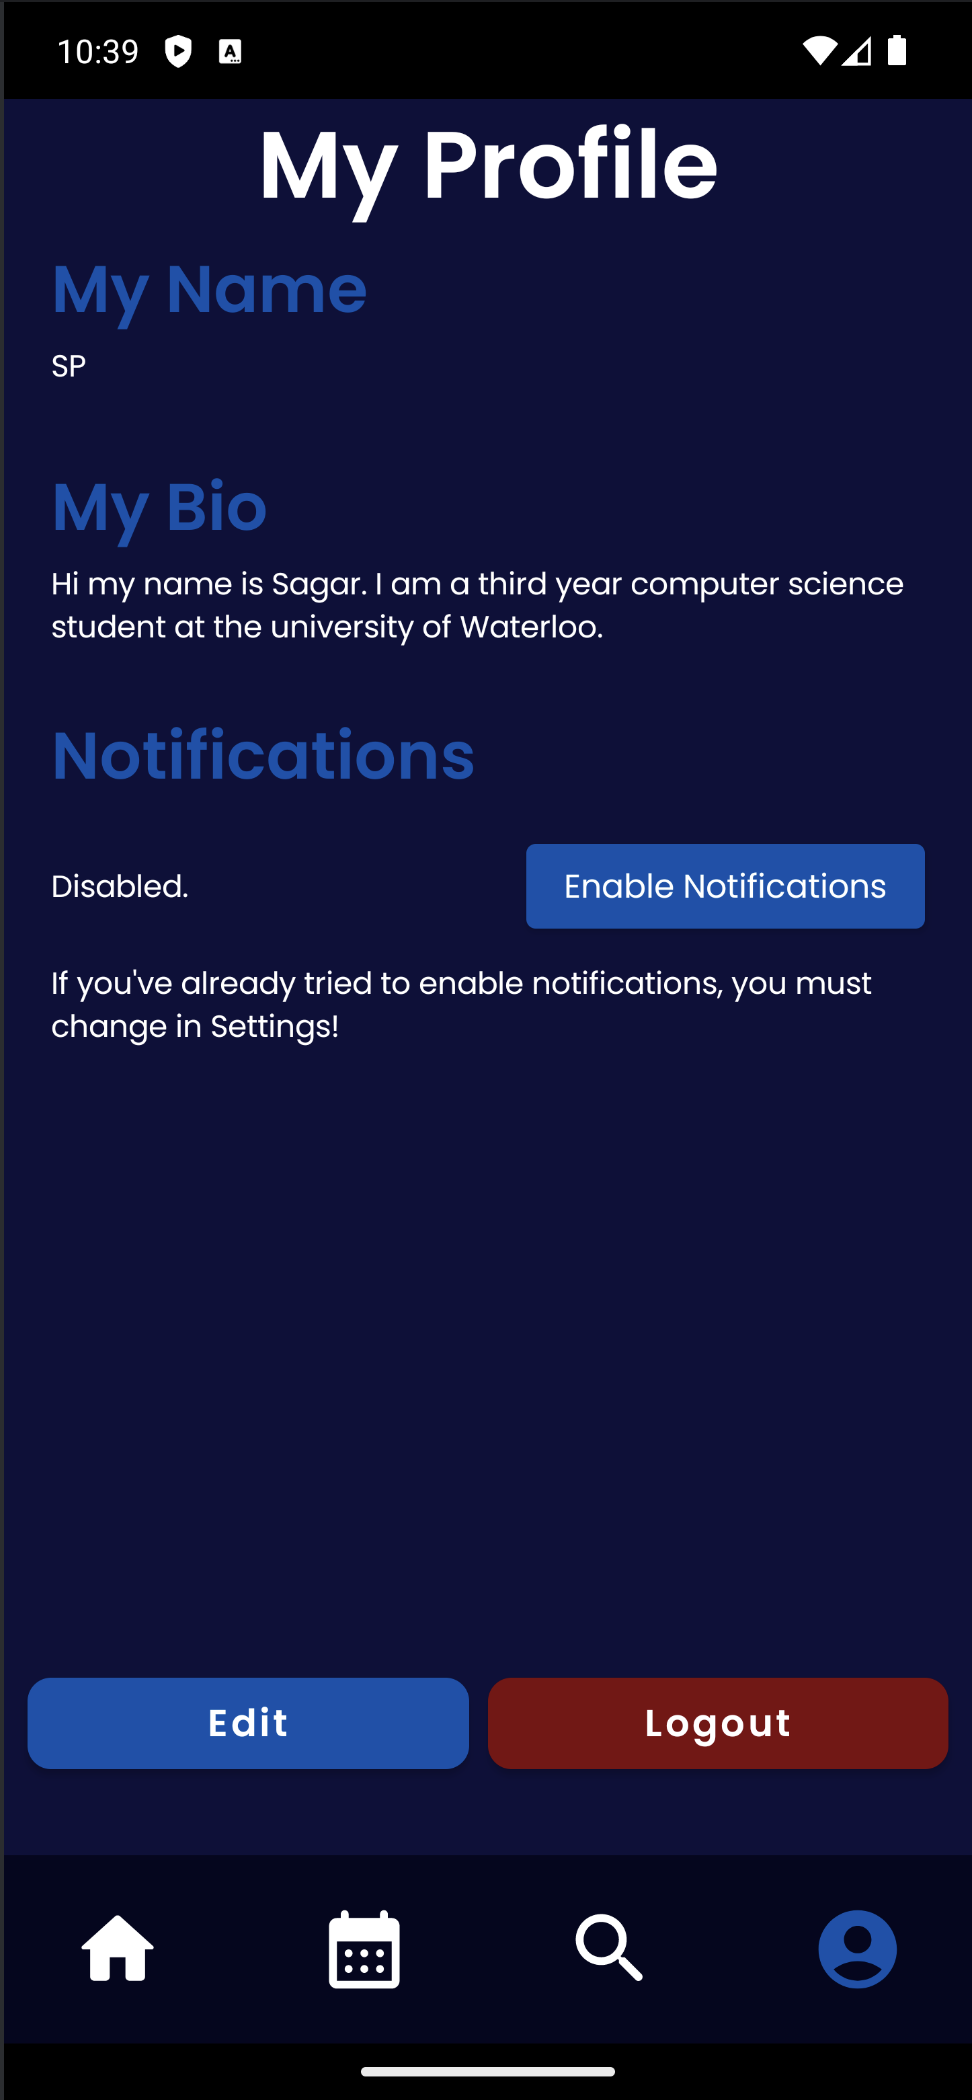 10:39
My Profile
My Name
SP
My Bio
Hi my name is Sagar. I am a third year computer science
student at the university of Waterloo.
Notifications
Disabled.
Enable Notifications
If you've already tried to enable notifications, you must
change in Settings!
Edit
Logout